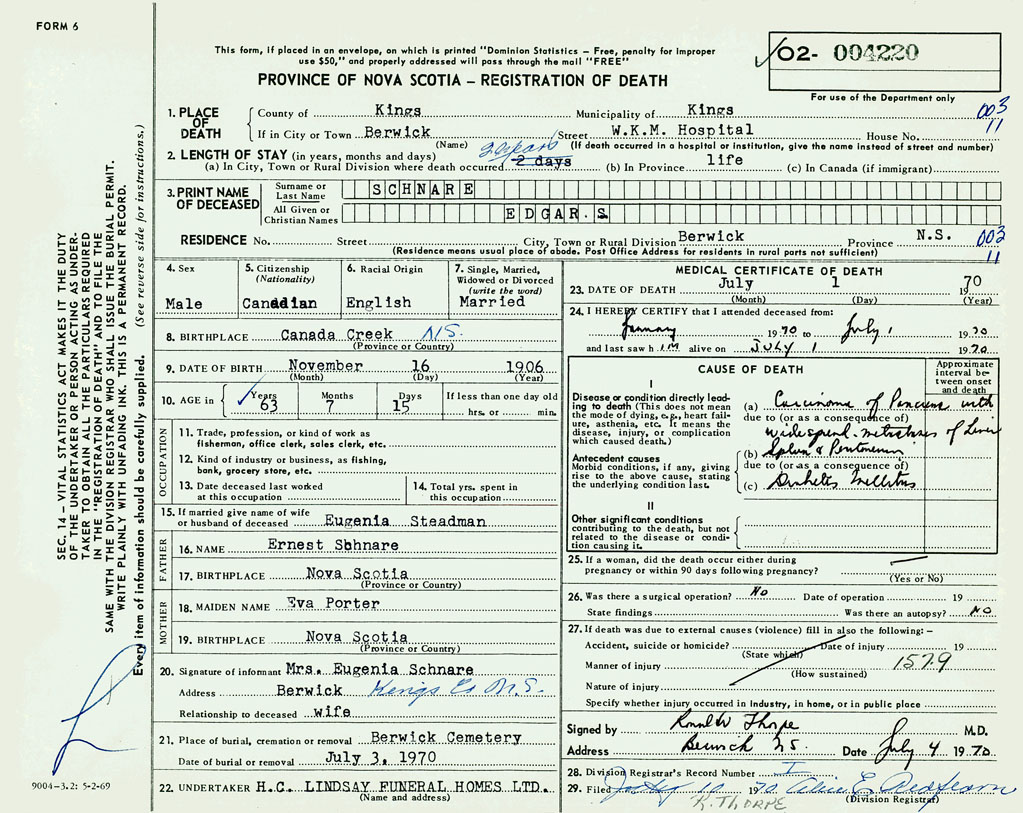 FORM 6
This form, if placed in an envelope, on which is printed "Dominion Statistics – Free, penalty for improper
use $50," and properly addressed will pass through the mail "FREE"
PROVINCE OF NOVA SCOTIA – REGISTRATION OF DEATH
02- 004220
For use of the Department only
1. PLACE OF DEATH
County of Kings Municipality of Kings 003
If in City or Town Berwick Street W.K.M. Hospital House No. 11
(Name) (If death occurred in a hospital or institution, give the name instead of street and number)
2. LENGTH OF STAY (in years, months and days)
(a) In City, Town or Rural Division where death occurred 2 days (b) In Province life (c) In Canada (if immigrant)
3. PRINT NAME OF DECEASED
Surname or Last Name SCHNARE
All Given or Christian Names EDGAR.S.
RESIDENCE No. Street City, Town or Rural Division Berwick Province N.S. 003
(Residence means usual place of abode. Post Office Address for residents in rural parts not sufficient) 11
4. Sex Male
5. Citizenship (Nationality) Canadian
6. Racial Origin English
7. Single, Married, Widowed or Divorced (write the word) Married
8. BIRTHPLACE Canada Creek N.S.
(Province or Country)
9. DATE OF BIRTH November 16 1906
(Month) (Day) (Year)
10. AGE in Years 63 Months 7 Days 15 If less than one day old hrs. or min.
OCCUPATION
11. Trade, profession, or kind of work as
fisherman, office clerk, sales clerk, etc.
12. Kind of industry or business, as fishing,
bank, grocery store, etc.
13. Date deceased last worked
at this occupation
14. Total yrs. spent in
this occupation
15. If married give name of wife
or husband of deceased Eugenia Steadman
FATHER
16. NAME Ernest Schnare
17. BIRTHPLACE Nova Scotia
(Province or Country)
MOTHER
18. MAIDEN NAME Eva Porter
19. BIRTHPLACE Nova Scotia
(Province or Country)
20. Signature of informant Mrs. Eugenia Schnare
Address Berwick Kings Co N.S.
Relationship to deceased wife
21. Place of burial, cremation or removal Berwick Cemetery
Date of burial or removal July 3, 1970
22. UNDERTAKER H.C. LINDSAY FUNERAL HOMES LTD.
(Name and address)
MEDICAL CERTIFICATE OF DEATH
23. DATE OF DEATH July 1 1970
(Month) (Day) (Year)
24. I HEREBY CERTIFY that I attended deceased from:
January 1970 to July 1 1970
and last saw him alive on JULY 1 1970
CAUSE OF DEATH
Approximate interval between onset and death
I
Disease or condition directly leading to death (This does not mean the mode of dying, e.g., heart failure, asthenia, etc. It means the disease, injury, or complication which caused death.)
(a) Carcinoma of Pancreas with
due to (or as a consequence of)
widespread metastases of Liver
Antecedent causes
Morbid conditions, if any, giving rise to the above cause, stating the underlying condition last.
(b) Spleen & Peritoneum
due to (or as a consequence of)
(c) Diabetes Mellitus
II
Other significant conditions
contributing to the death, but not related to the disease or condition causing it.
25. If a woman, did the death occur either during
pregnancy or within 90 days following pregnancy?
(Yes or No)
26. Was there a surgical operation? No Date of operation 19
State findings Was there an autopsy? No
27. If death was due to external causes (violence) fill in also the following: –
Accident, suicide or homicide? Date of injury 19
(State which)
Manner of injury 1579
(How sustained)
Nature of injury
Specify whether injury occurred in Industry, in home, or in public place
Signed by Ronald W Thorpe M.D.
Address Berwick NS Date July 4 1970
28. Division Registrar's Record Number I
29. Filed July 10 1970
(Division Registrar)
R. THORPE
SEC. 14 – VITAL STATISTICS ACT MAKES IT THE DUTY
OF THE UNDERTAKER OR PERSON ACTING AS UNDERTAKER
TO OBTAIN ALL THE PARTICULARS REQUIRED
IN THE "REGISTRATION OF DEATH" AND TO FILE THE
SAME WITH THE DIVISION REGISTRAR WHO SHALL ISSUE THE BURIAL PERMIT.
WRITE PLAINLY WITH UNFADING INK. THIS IS A PERMANENT RECORD.
Every item of information should be carefully supplied. (See reverse side for instructions.)
9004-3.2: 5-2-69